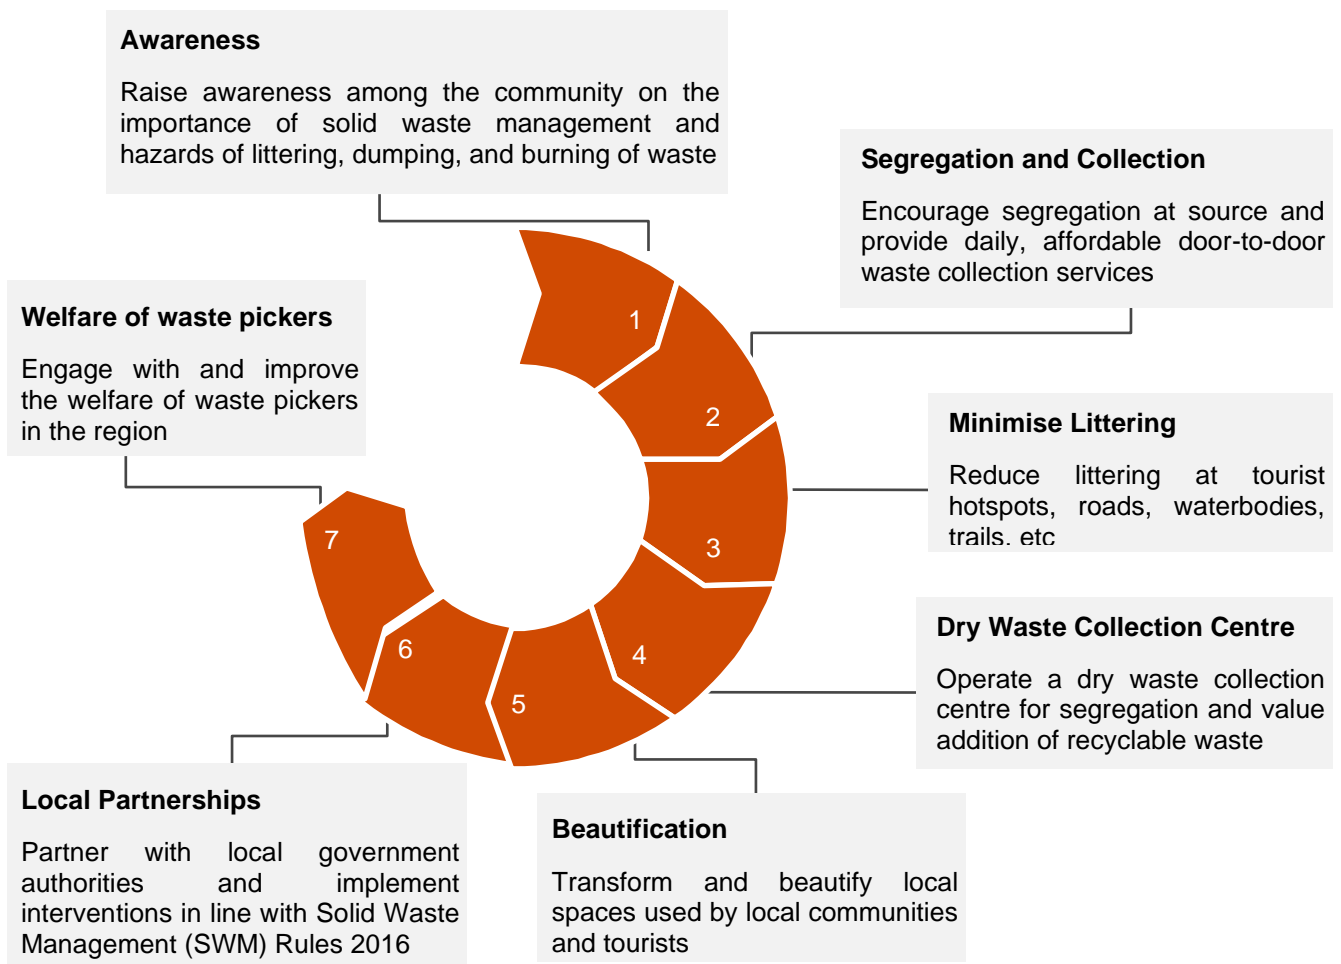 Awareness
Raise awareness among the community on the
importance of solid waste management and
hazards of littering, dumping, and burning of waste
Segregation and Collection
Encourage segregation at source and
provide daily, affordable door-to-door
waste collection services
Minimise Littering
Reduce littering at tourist
hotspots, roads, waterbodies,
trails, etc
Dry Waste Collection Centre
Operate a dry waste collection
centre for segregation and value
addition of recyclable waste
Beautification
Transform and beautify local
spaces used by local communities
and tourists
Local Partnerships
Partner with local government
authorities and implement
interventions in line with Solid Waste
Management (SWM) Rules 2016
Welfare of waste pickers
Engage with and improve
the welfare of waste pickers
in the region
1
2
3
4
5
6
7